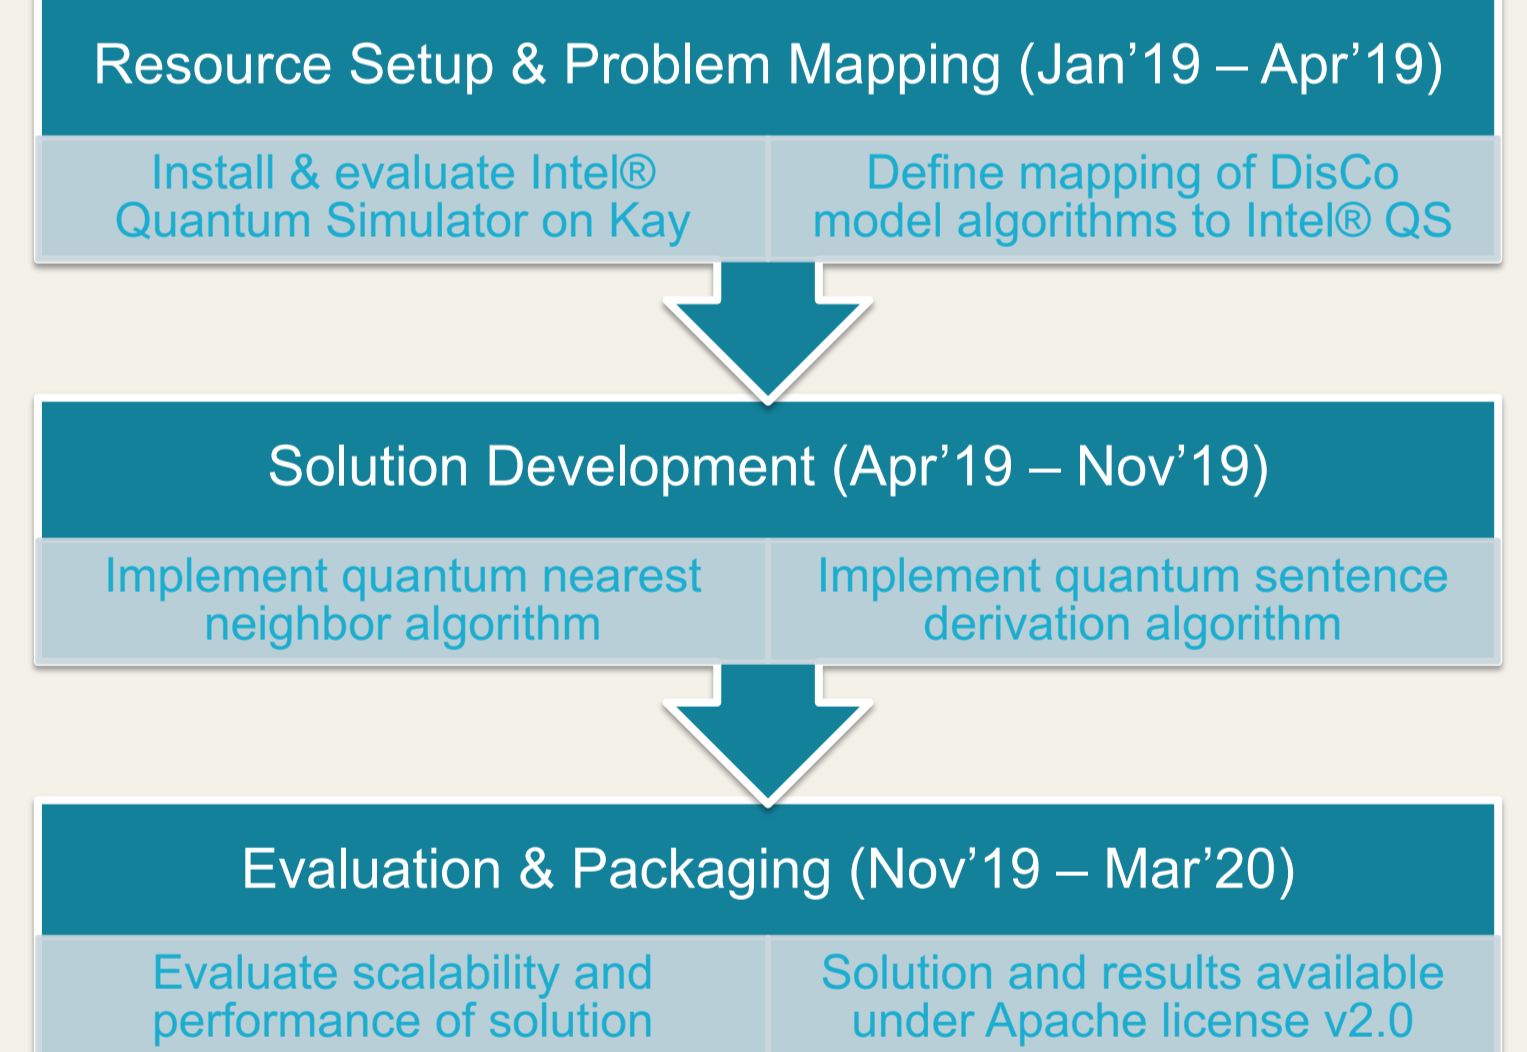 Resource Setup & Problem Mapping (Jan’19 – Apr’19)
Install & evaluate Intel®
Quantum Simulator on Kay
Define mapping of DisCo
model algorithms to Intel® QS
Solution Development (Apr’19 – Nov’19)
Implement quantum nearest
neighbor algorithm
Implement quantum sentence
derivation algorithm
Evaluation & Packaging (Nov’19 – Mar’20)
Evaluate scalability and
performance of solution
Solution and results available
under Apache license v2.0